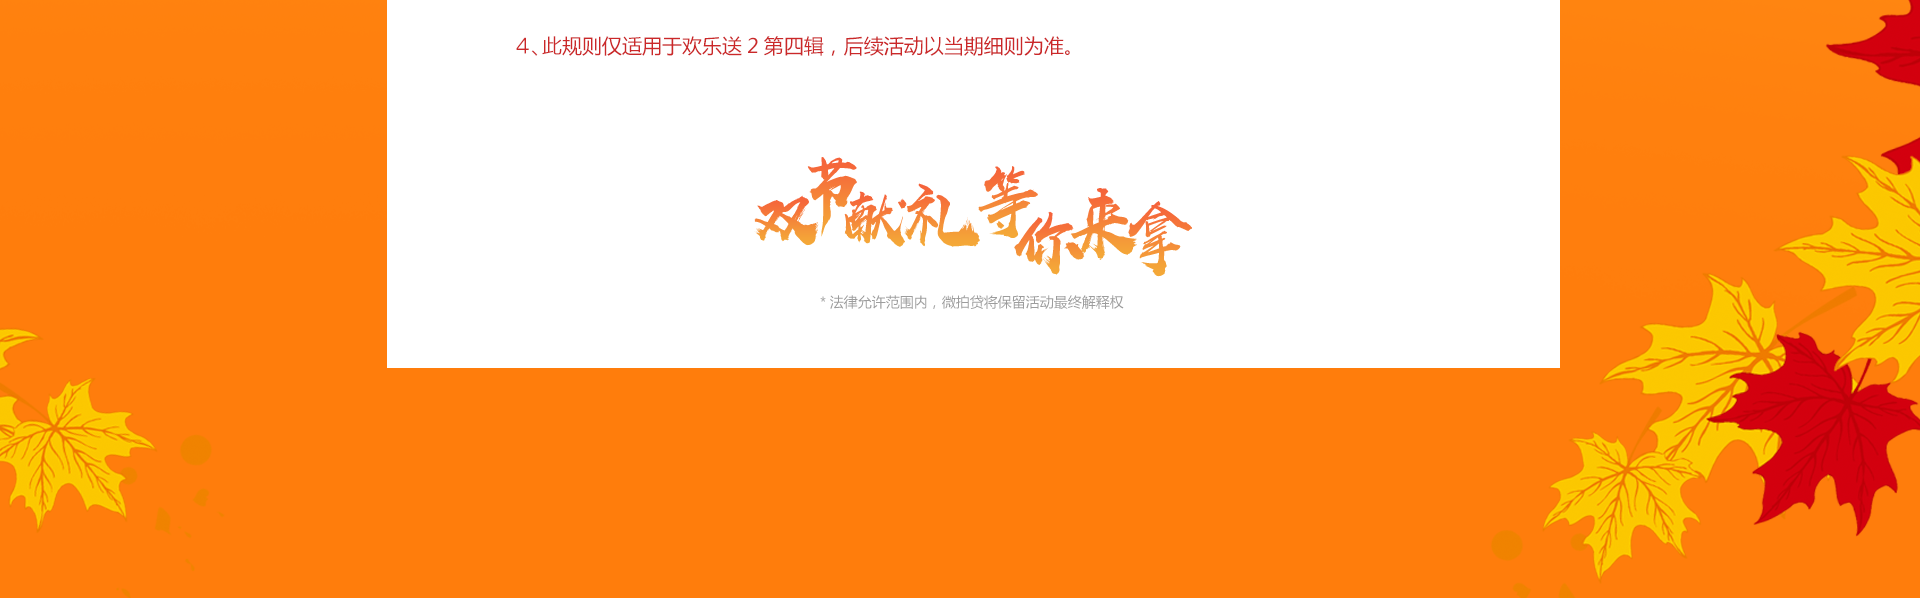 4、此规则仅适用于欢乐送 2 第四辑，后续活动以当期细则为准。
双节献礼 等你来拿
* 法律允许范围内，微拍贷将保留活动最终解释权